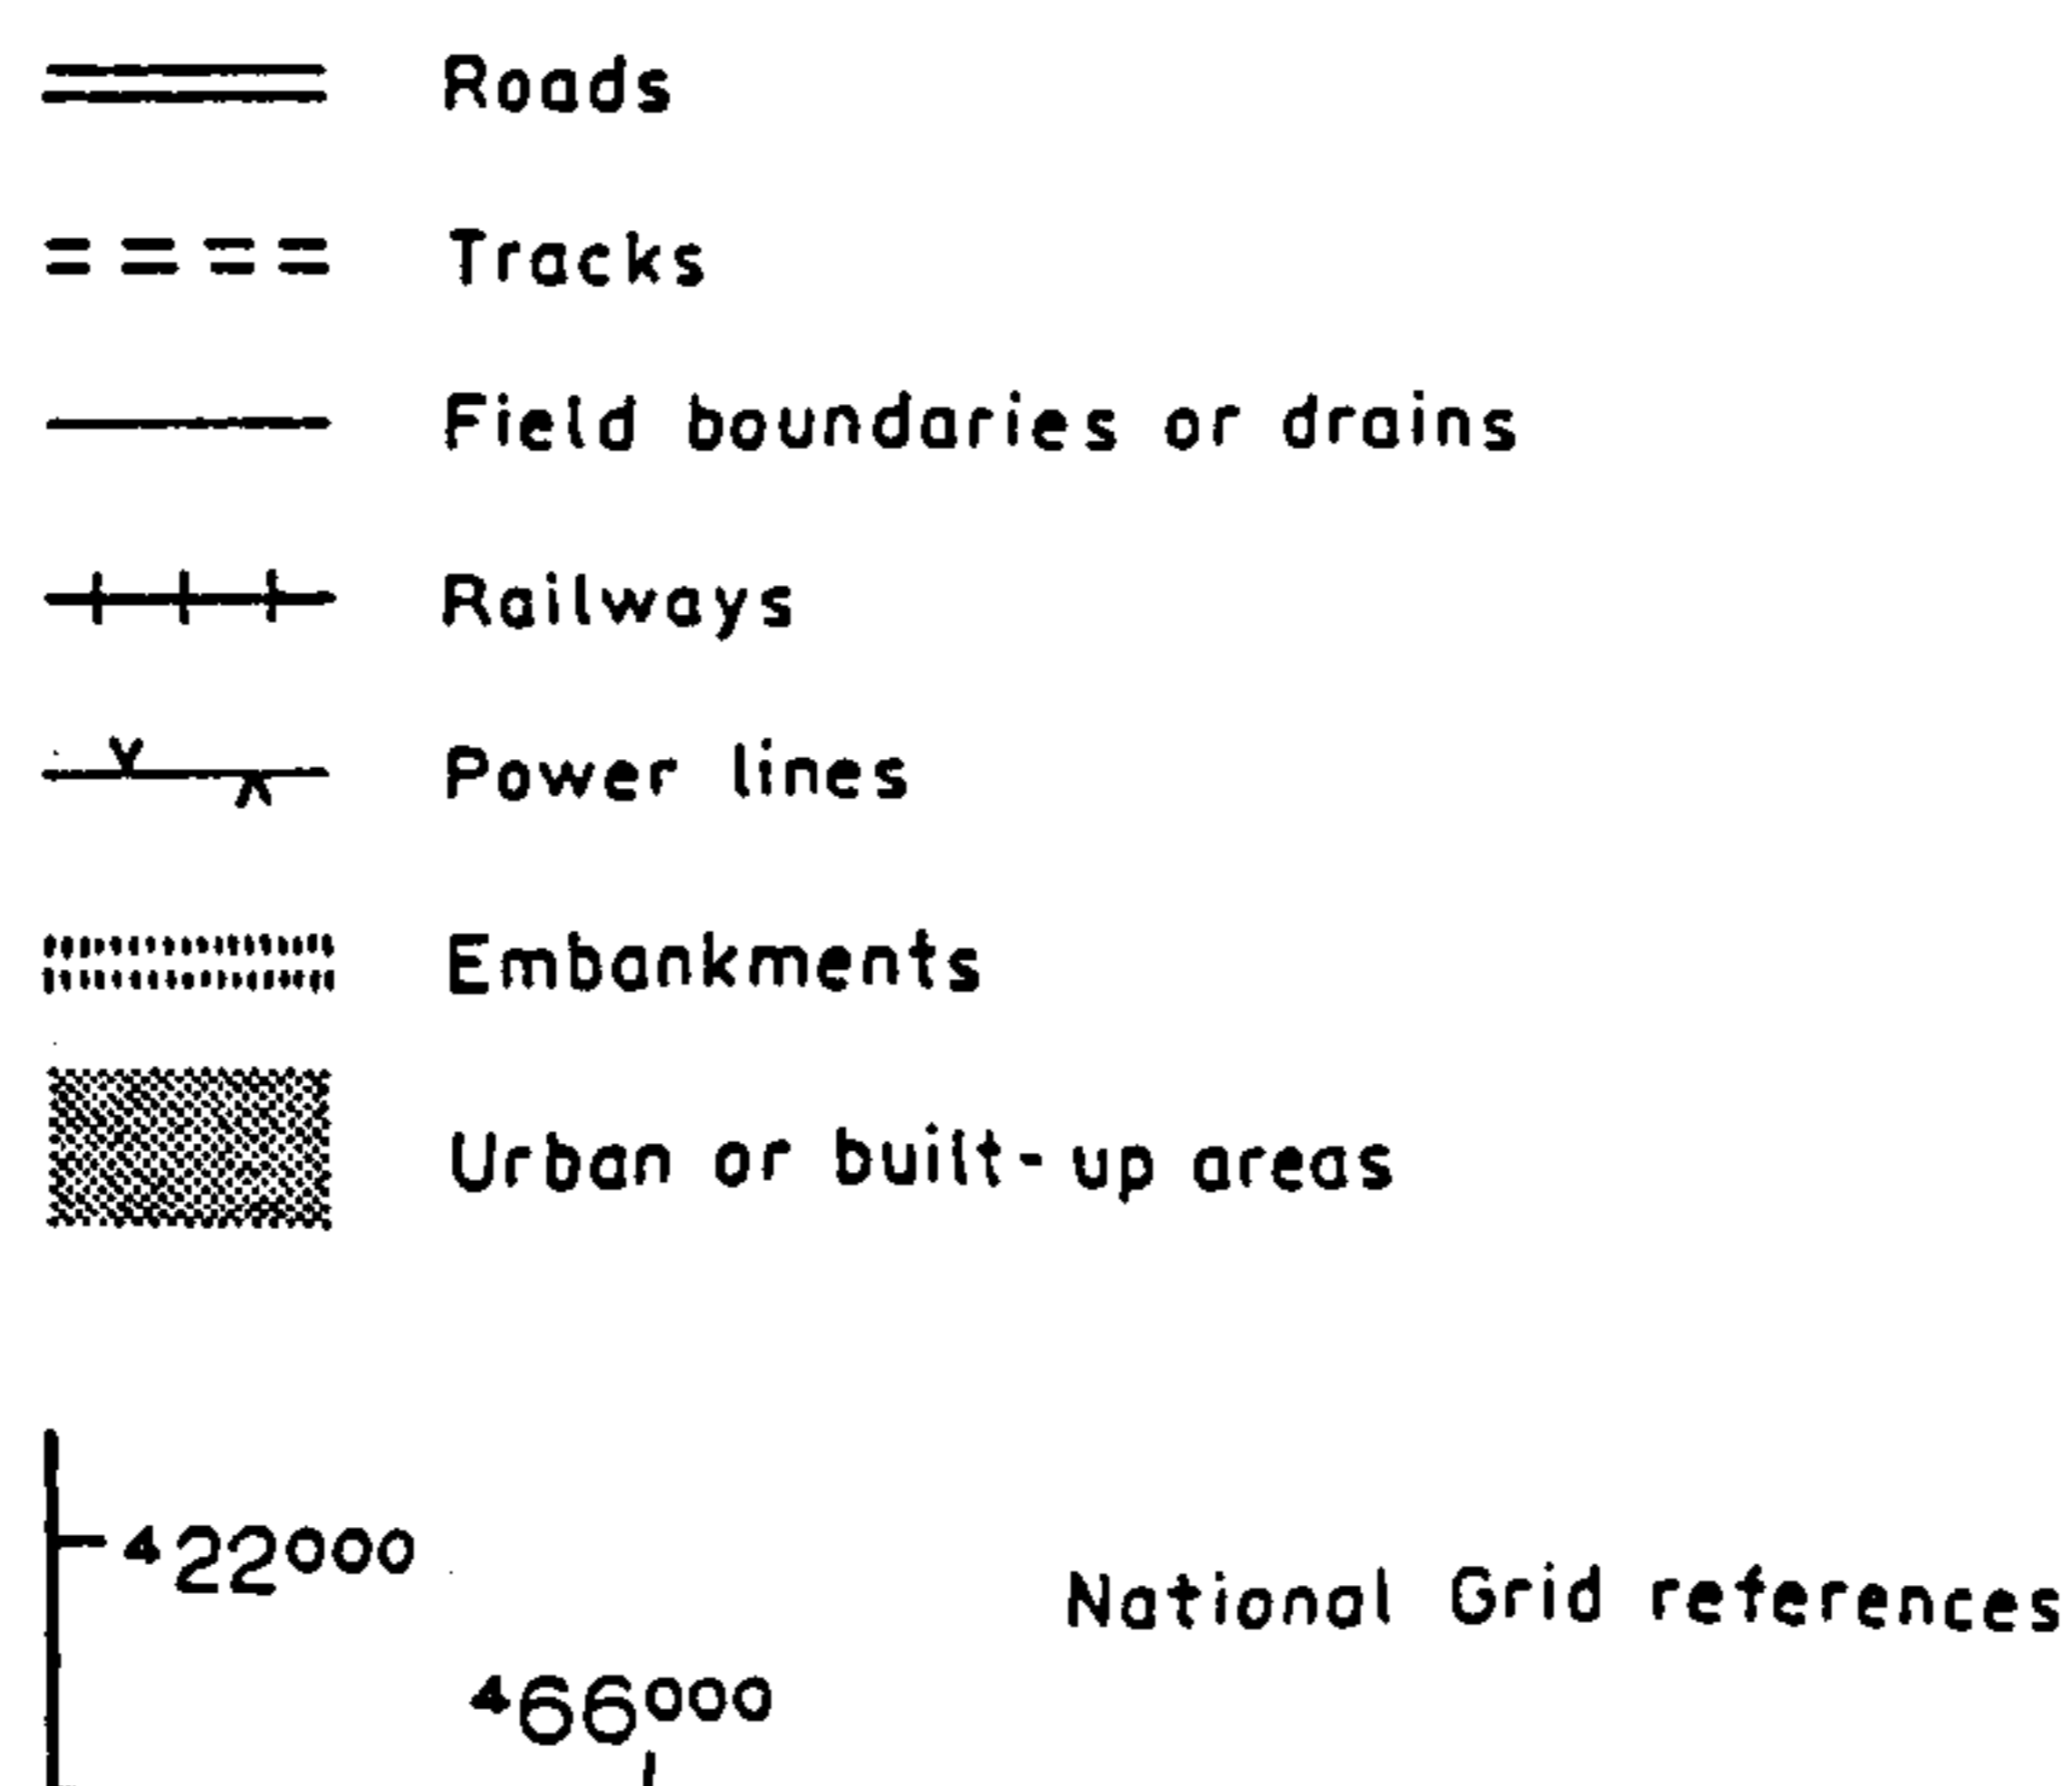 Roads
Tracks
Field boundaries or drains
Railways
Power lines
Embankments
Urban or built-up areas
422000
National Grid references
466000